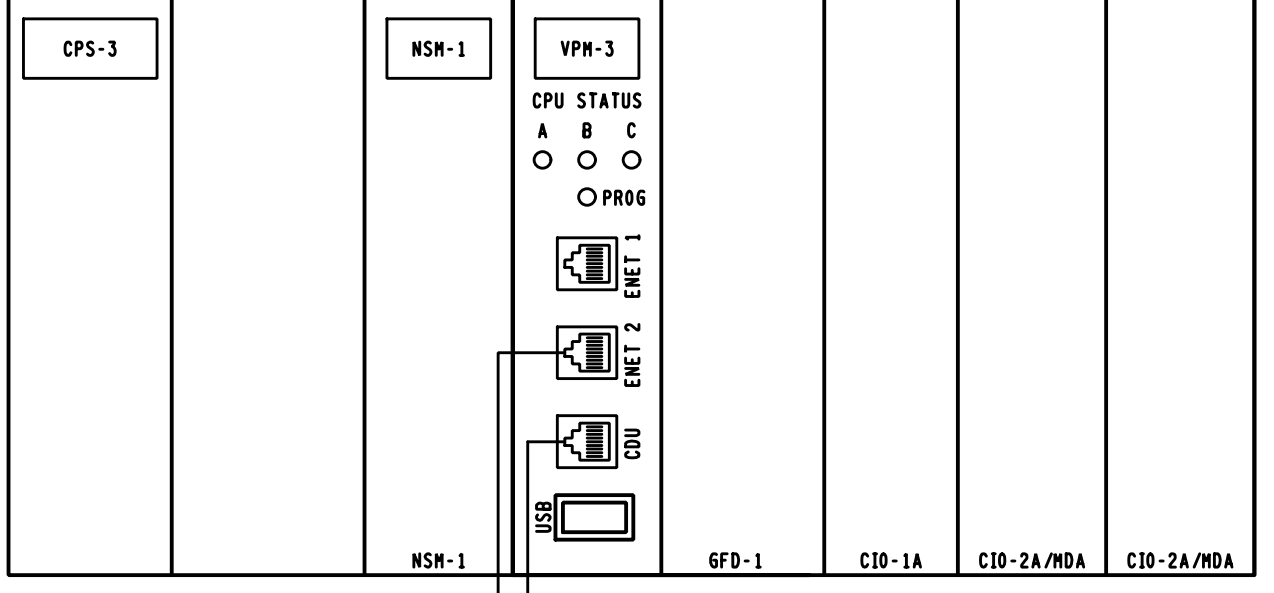 CPS-3
NSM-1
VPM-3
CPU STATUS
A B C
PROG
ENET 1
ENET 2
CDU
USB
NSM-1
GFD-1
CIO-1A
CIO-2A/MDA
CIO-2A/MDA